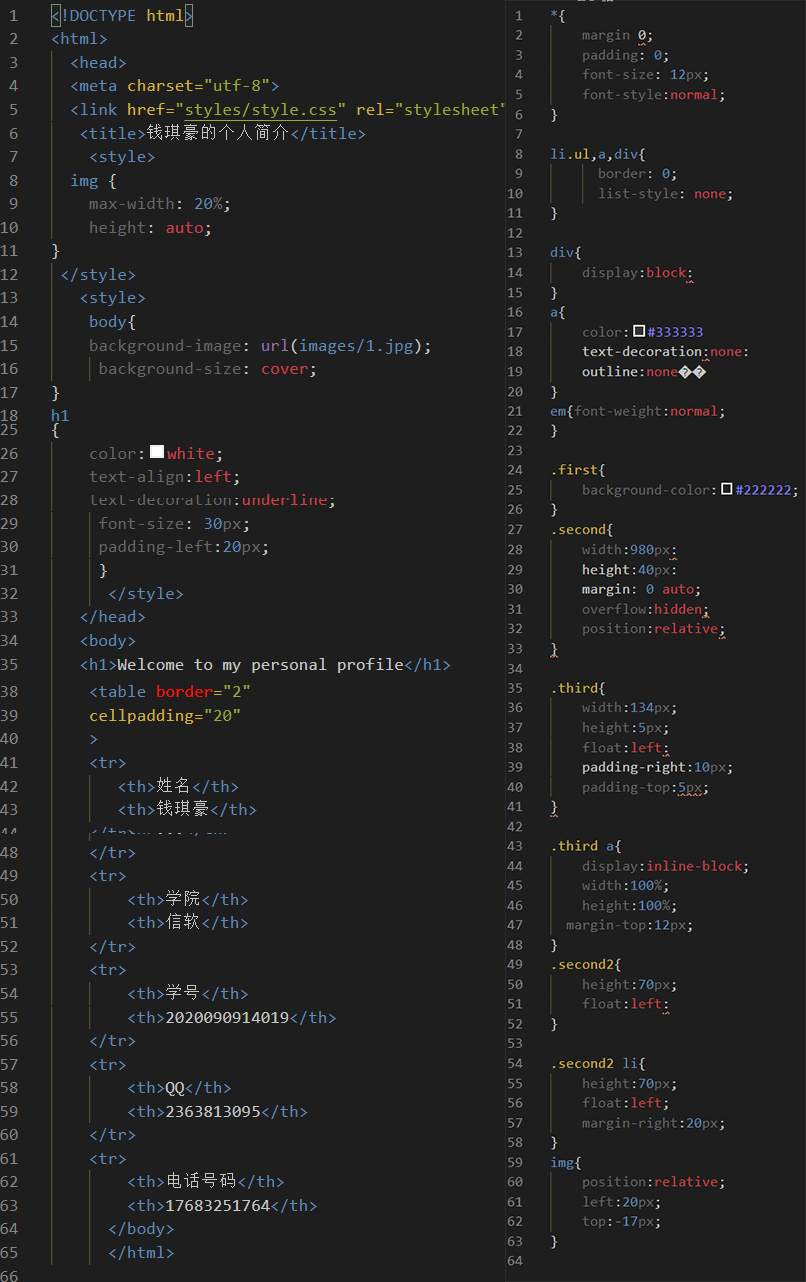 1 <!DOCTYPE html>
2 <html>
3 <head>
4 <meta charset="utf-8">
5 <link href="styles/style.css" rel="stylesheet"
6 <title>钱琪豪的个人简介</title>
7 <style>
8 img {
9 max-width: 20%;
10 height: auto;
11 }
12 </style>
13 <style>
14 body{
15 background-image: url(images/1.jpg);
16 background-size: cover;
17 }
18 h1
25 {
26 color: white;
27 text-align:left;
28 text-decoration:underline;
29 font-size: 30px;
30 padding-left:20px;
31 }
32 </style>
33 </head>
34 <body>
35 <h1>Welcome to my personal profile</h1>
38 <table border="2"
39 cellpadding="20"
40 >
41 <tr>
42 <th>姓名</th>
43 <th>钱琪豪</th>
44
48 </tr>
49 <tr>
50 <th>学院</th>
51 <th>信软</th>
52 </tr>
53 <tr>
54 <th>学号</th>
55 <th>2020090914019</th>
56 </tr>
57 <tr>
58 <th>QQ</th>
59 <th>2363813095</th>
60 </tr>
61 <tr>
62 <th>电话号码</th>
63 <th>17683251764</th>
64 </body>
65 </html>
66
1 *{
2 margin 0;
3 padding: 0;
4 font-size: 12px;
5 font-style:normal;
6 }
7
8 li.ul,a,div{
9 border: 0;
10 list-style: none;
11 }
12
13 div{
14 display:block:
15 }
16 a{
17 color: #333333
18 text-decoration:none:
19 outline:none��
20 }
21 em{font-weight:normal;
22 }
23
24 .first{
25 background-color: #222222;
26 }
27 .second{
28 width:980px:
29 height:40px:
30 margin: 0 auto;
31 overflow:hidden;
32 position:relative;
33 }
34
35 .third{
36 width:134px;
37 height:5px;
38 float:left;
39 padding-right:10px;
40 padding-top:5px;
41 }
42
43 .third a{
44 display:inline-block;
45 width:100%;
46 height:100%;
47 margin-top:12px;
48 }
49 .second2{
50 height:70px;
51 float:left:
52 }
53
54 .second2 li{
55 height:70px;
56 float:left;
57 margin-right:20px;
58 }
59 img{
60 position:relative;
61 left:20px;
62 top:-17px;
63 }
64